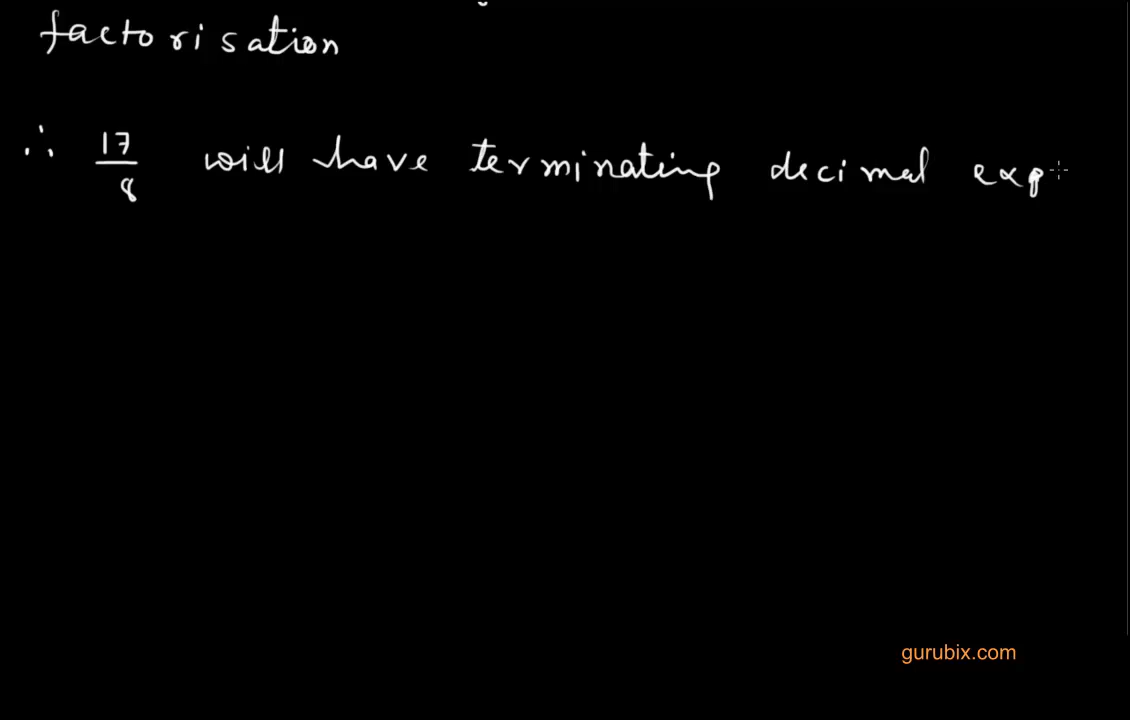 factorisation
∴ 17/8 will have terminating decimal exp
gurubix.com